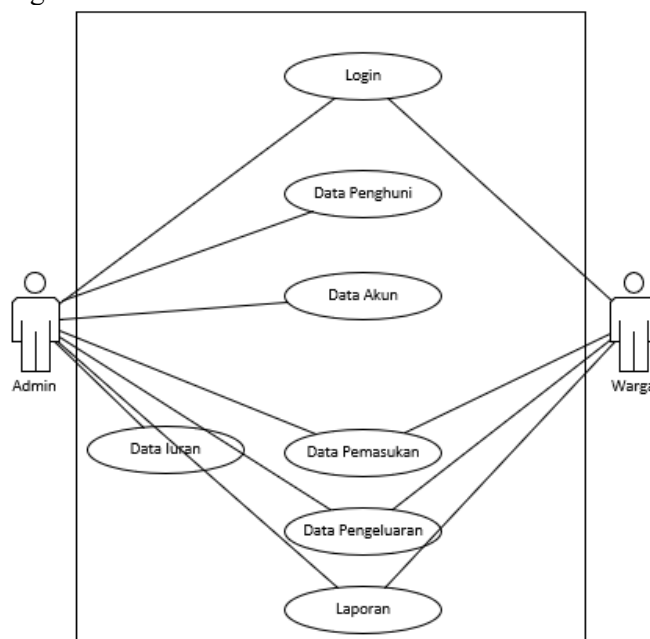 Login
Data Penghuni
Data Akun
Admin
Warga
Data Iuran
Data Pemasukan
Data Pengeluaran
Laporan